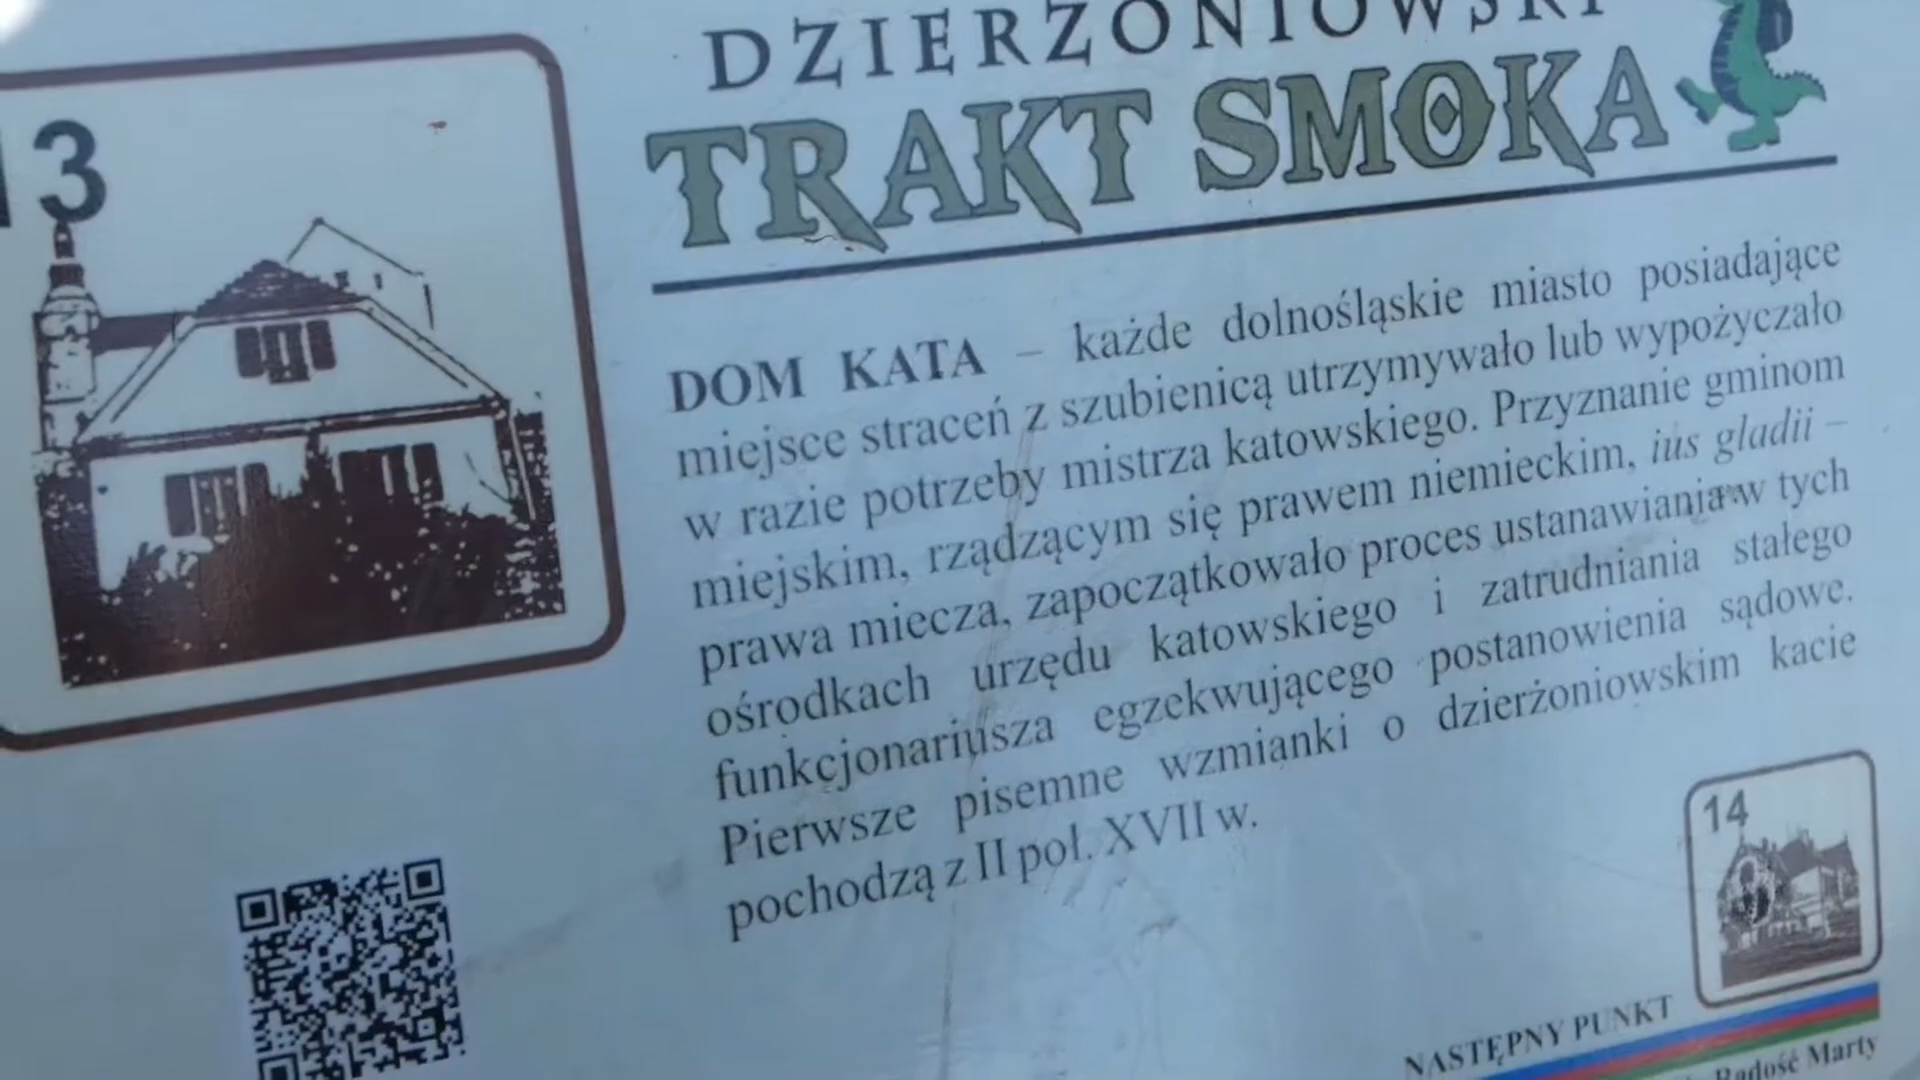 13
DZIERŻONIOWSKI
TRAKT SMOKA
DOM KATA – każde dolnośląskie miasto posiadające
miejsce straceń z szubienicą utrzymywało lub wypożyczało
w razie potrzeby mistrza katowskiego. Przyznanie gminom
miejskim, rządzącym się prawem niemieckim, ius gladii –
prawa miecza, zapoczątkowało proces ustanawiania w tych
ośrodkach urzędu katowskiego i zatrudniania stałego
funkcjonariusza egzekwującego postanowienia sądowe.
Pierwsze pisemne wzmianki o dzierżoniowskim kacie
pochodzą z II poł. XVII w.
14
NASTĘPNY PUNKT
Radość Marty